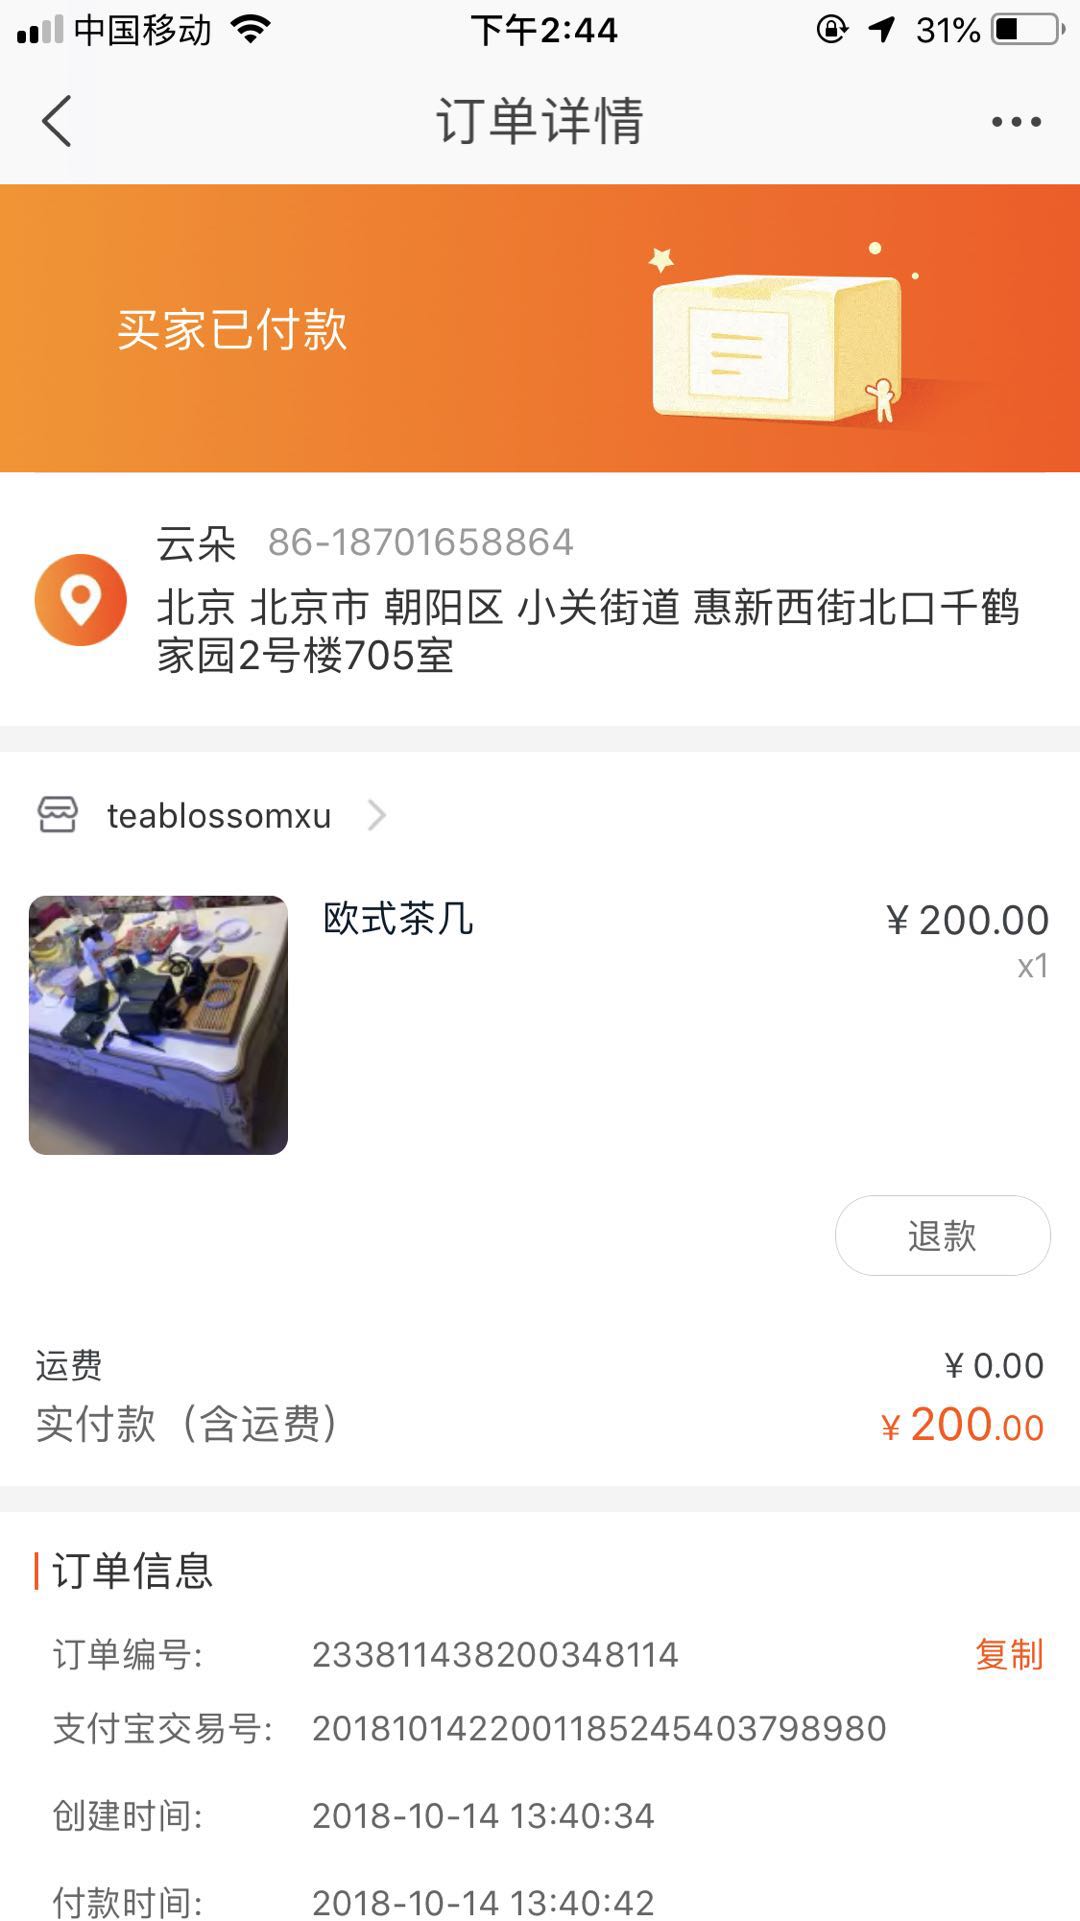 中国移动 下午2:44 31%
订单详情
买家已付款
云朵 86-18701658864
北京 北京市 朝阳区 小关街道 惠新西街北口千鹤
家园2号楼705室
teablossomxu
欧式茶几 ¥200.00
x1
退款
运费 ¥0.00
实付款（含运费） ¥200.00
订单信息
订单编号: 233811438200348114 复制
支付宝交易号: 2018101422001185245403798980
创建时间: 2018-10-14 13:40:34
付款时间: 2018-10-14 13:40:42